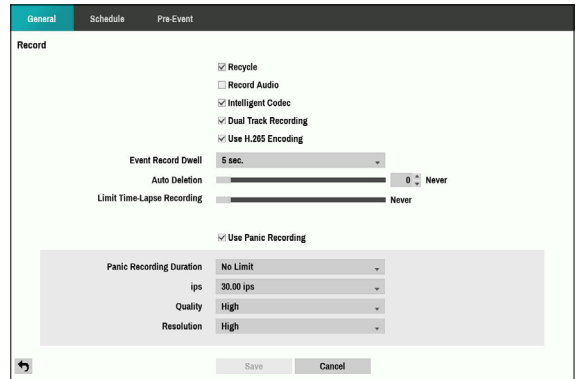 General Schedule Pre-Event
Record
Recycle
Record Audio
Intelligent Codec
Dual Track Recording
Use H.265 Encoding
Event Record Dwell 5 sec.
Auto Deletion 0 Never
Limit Time-Lapse Recording Never
Use Panic Recording
Panic Recording Duration No Limit
ips 30.00 ips
Quality High
Resolution High
Save Cancel